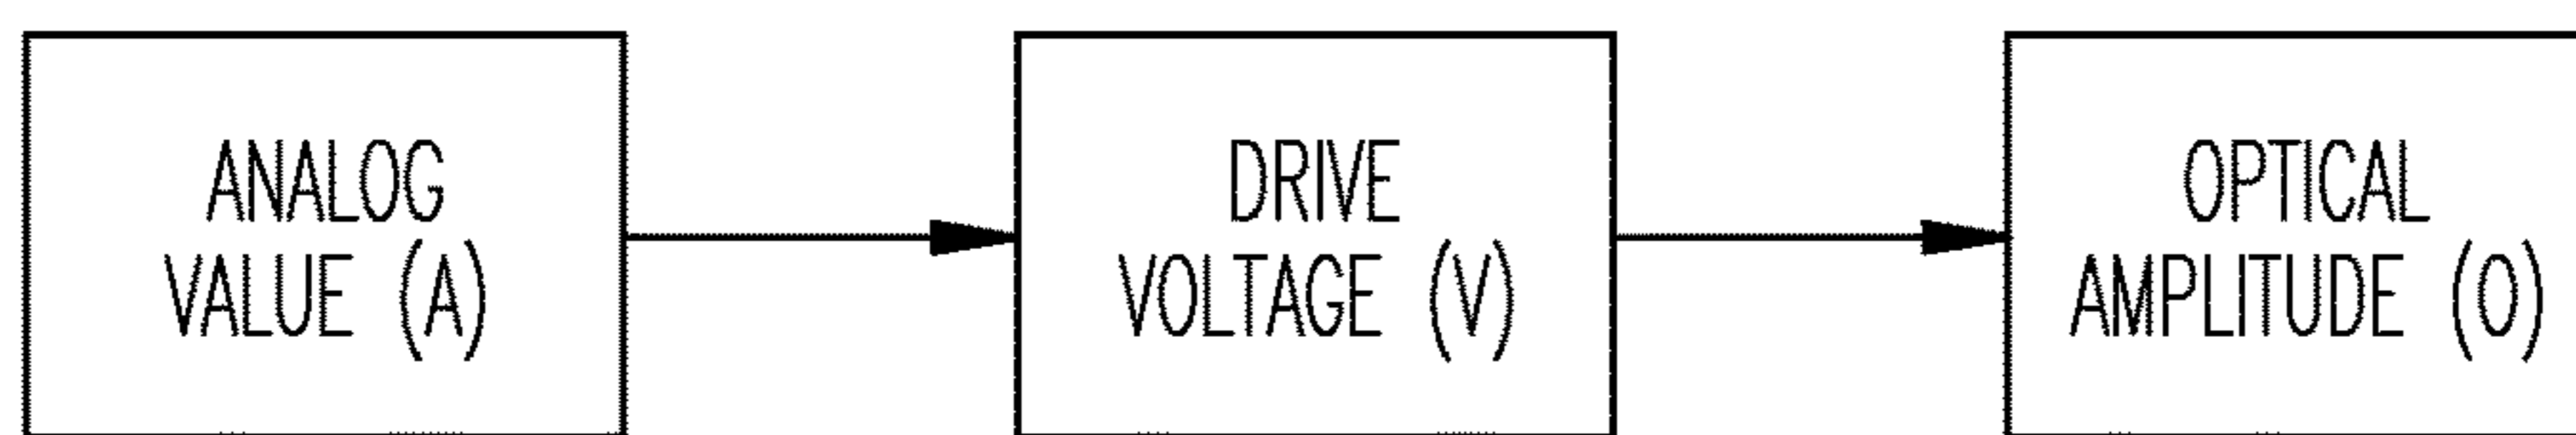 ANALOG
VALUE (A)
DRIVE
VOLTAGE (V)
OPTICAL
AMPLITUDE (O)